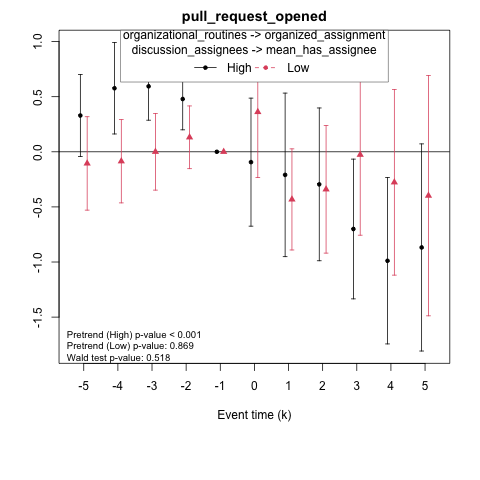 pull_request_opened
organizational_routines -> organized_assignment
discussion_assignees -> mean_has_assignee
High Low
1.0
0.5
0.0
-0.5
-1.0
-1.5
Pretrend (High) p-value < 0.001
Pretrend (Low) p-value: 0.869
Wald test p-value: 0.518
-5 -4 -3 -2 -1 0 1 2 3 4 5
Event time (k)